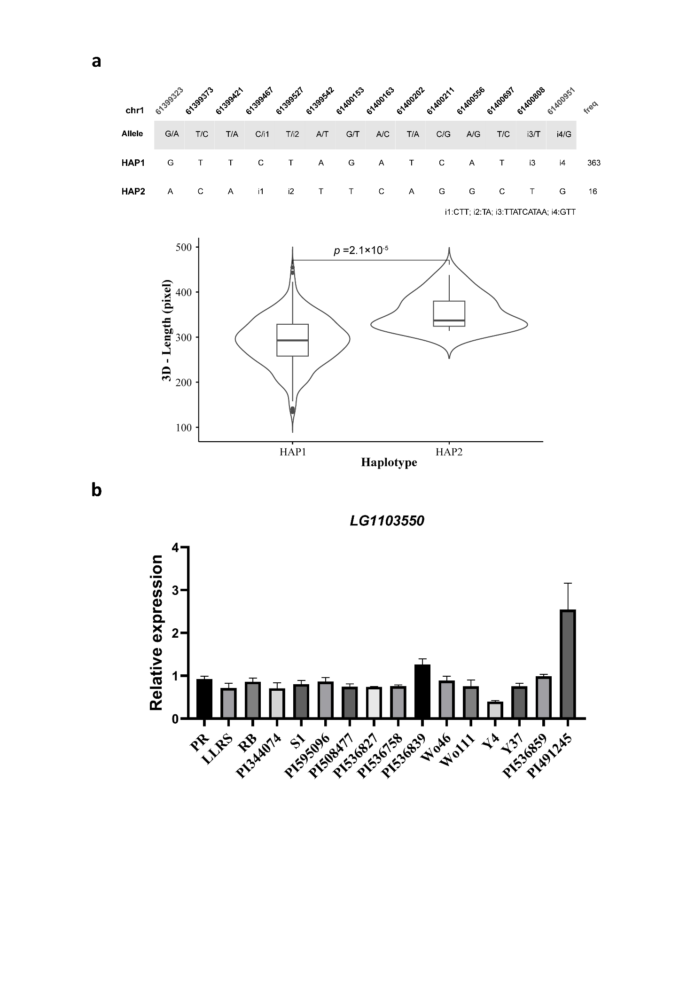 a
chr1 61399323 61399373 61399421 61399467 61399527 61399542 61400153 61400163 61400202 61400211 61400556 61400697 61400808 61400951 freq
Allele G/A T/C T/A C/i1 T/i2 A/T G/T A/C T/A C/G A/G T/C i3/T i4/G
HAP1 G T T C T A G A T C A T i3 i4 363
HAP2 A C A i1 i2 T T C A G G C T G 16
i1:CTT; i2:TA; i3:TTATCATAA; i4:GTT
p =2.1×10-5
3D - Length (pixel)
500
400
300
200
100
HAP1 HAP2
Haplotype
b
LG1103550
Relative expression
4
3
2
1
0
PR LLRS RB PI344074 S1 PI595096 PI508477 PI536827 PI536758 PI536839 Wo46 Wo111 Y4 Y37 PI536859 PI491245